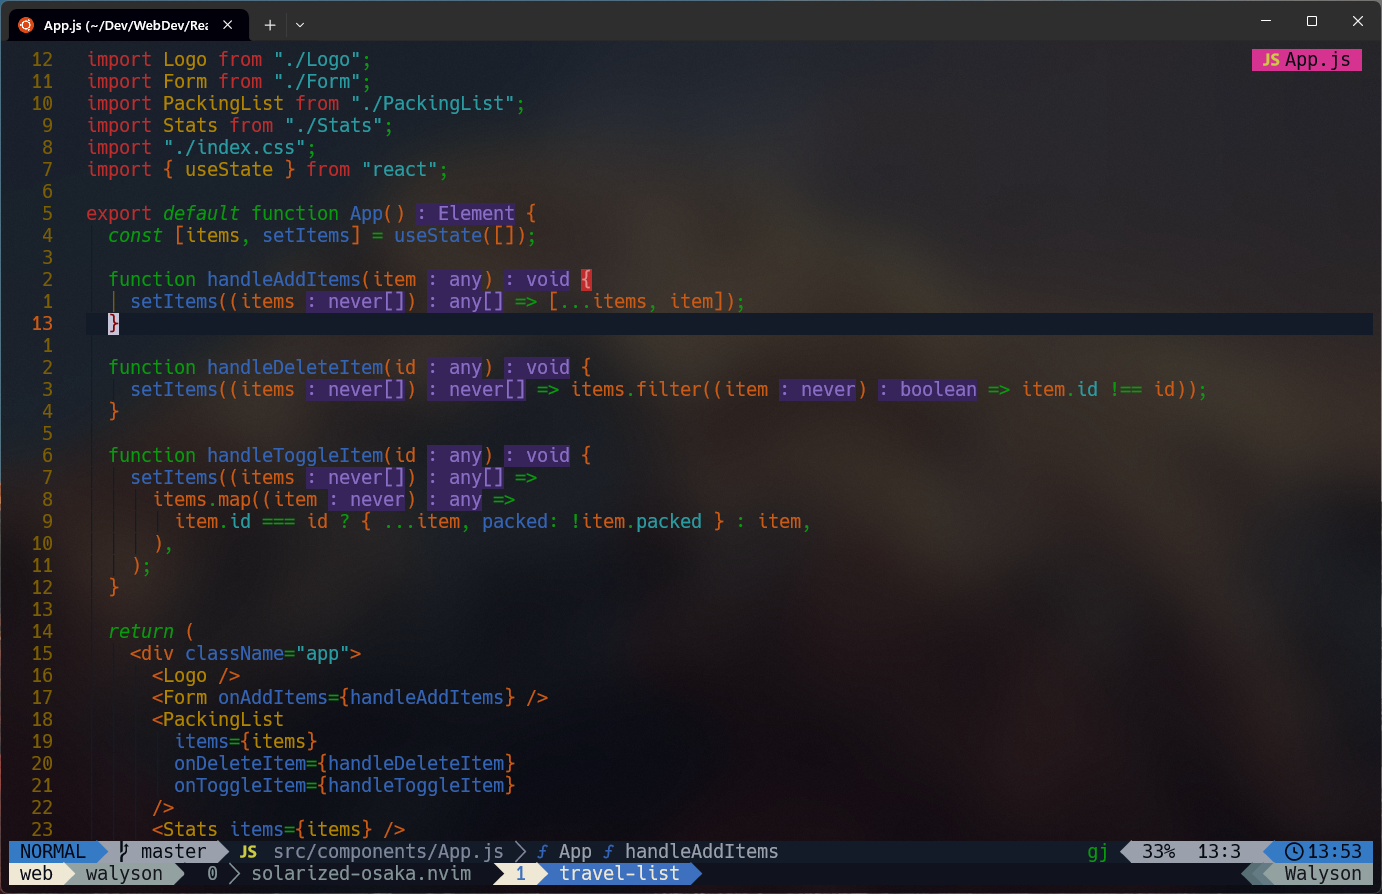 App.js (~/Dev/WebDev/Rea
12 import Logo from "./Logo";
JS App.js
11 import Form from "./Form";
10 import PackingList from "./PackingList";
9 import Stats from "./Stats";
8 import "./index.css";
7 import { useState } from "react";
6
5 export default function App() : Element {
4 const [items, setItems] = useState([]);
3
2 function handleAddItems(item : any) : void {
1 setItems((items : never[]) : any[] => [...items, item]);
13 }
1
2 function handleDeleteItem(id : any) : void {
3 setItems((items : never[]) : never[] => items.filter((item : never) : boolean => item.id !== id));
4 }
5
6 function handleToggleItem(id : any) : void {
7 setItems((items : never[]) : any[] =>
8 items.map((item : never) : any =>
9 item.id === id ? { ...item, packed: !item.packed } : item,
10 ),
11 );
12 }
13
14 return (
15 <div className="app">
16 <Logo />
17 <Form onAddItems={handleAddItems} />
18 <PackingList
19 items={items}
20 onDeleteItem={handleDeleteItem}
21 onToggleItem={handleToggleItem}
22 />
23 <Stats items={items} />
NORMAL master JS src/components/App.js > App handleAddItems gj 33% 13:3 13:53
web walyson 0 > solarized-osaka.nvim 1 travel-list Walyson